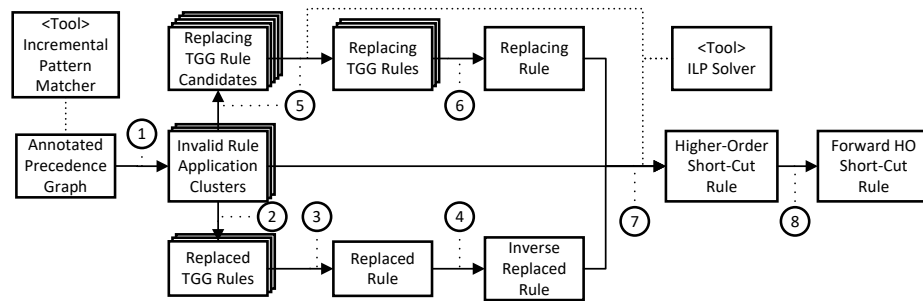 <Tool>
Incremental
Pattern
Matcher
Replacing
TGG Rule
Candidates
Replacing
TGG Rules
Replacing
Rule
<Tool>
ILP Solver
5
6
1
Annotated
Precedence
Graph
Invalid Rule
Application
Clusters
Higher-Order
Short-Cut
Rule
Forward HO
Short-Cut
Rule
2
3
4
7
8
Replaced
TGG Rules
Replaced
Rule
Inverse
Replaced
Rule